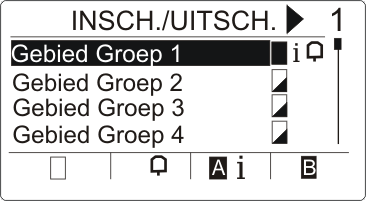 INSCH./UITSCH. ▶ 1
Gebied Groep 1 i
Gebied Groep 2
Gebied Groep 3
Gebied Groep 4
A i B